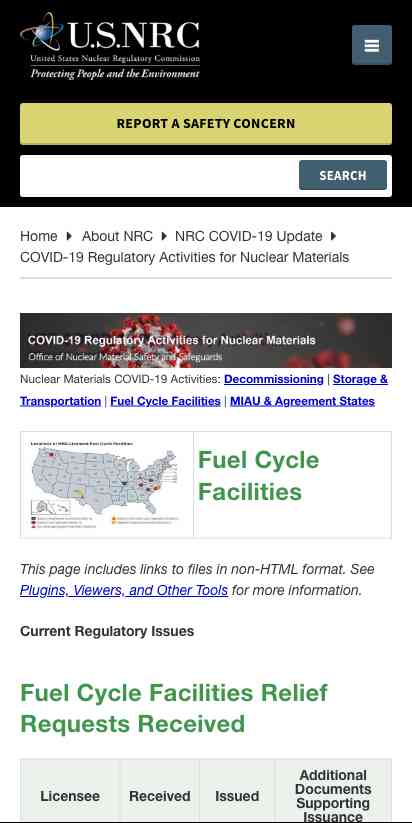 U.S.NRC
United States Nuclear Regulatory Commission
Protecting People and the Environment
REPORT A SAFETY CONCERN
SEARCH
Home About NRC NRC COVID-19 Update
COVID-19 Regulatory Activities for Nuclear Materials
COVID-19 Regulatory Activities for Nuclear Materials
Office of Nuclear Material Safety and Safeguards
Nuclear Materials COVID-19 Activities: Decommissioning | Storage &
Transportation | Fuel Cycle Facilities | MIAU & Agreement States
Locations of NRC-Licensed Fuel Cycle Facilities
Fuel Cycle
Facilities
This page includes links to files in non-HTML format. See
Plugins, Viewers, and Other Tools for more information.
Current Regulatory Issues
Fuel Cycle Facilities Relief
Requests Received
Licensee Received Issued Additional
Documents
Supporting
Issuance